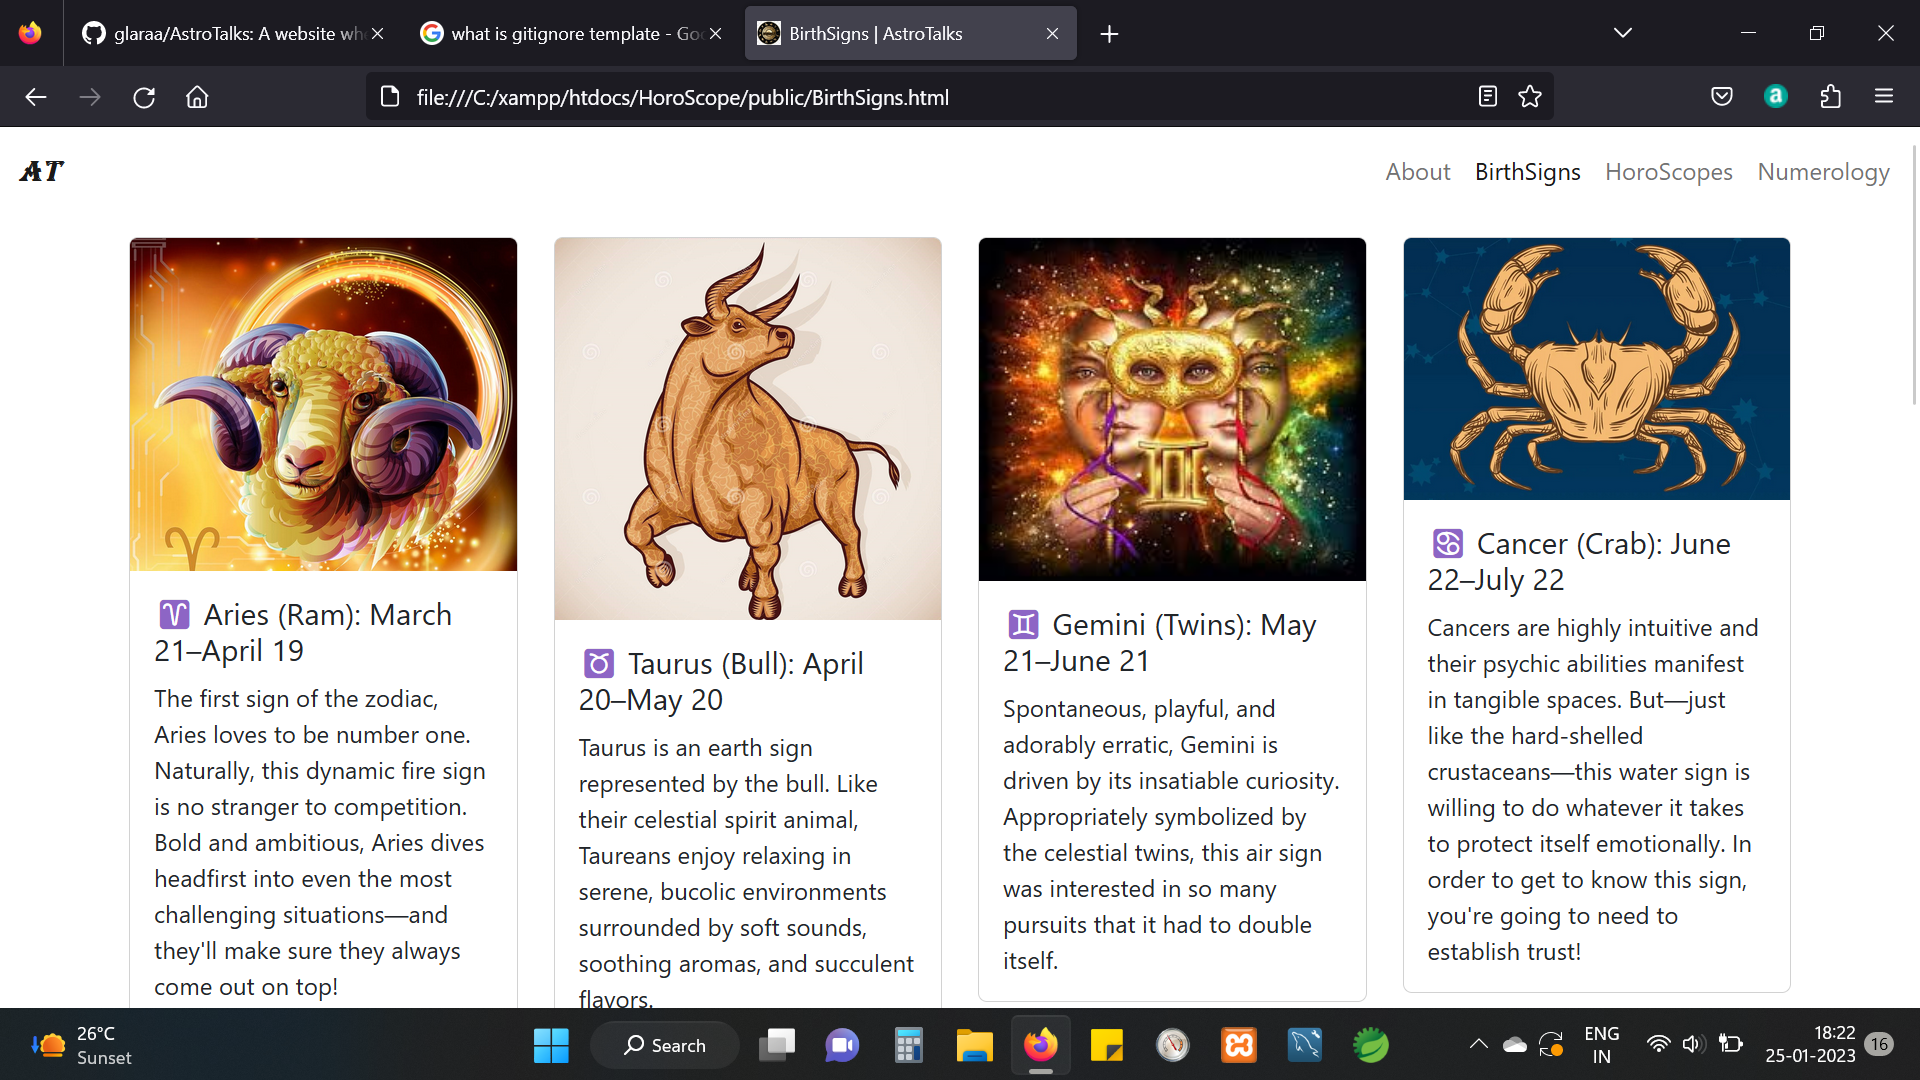 glaraa/AstroTalks: A website whe
what is gitignore template - Goo
BirthSigns | AstroTalks
file:///C:/xampp/htdocs/HoroScope/public/BirthSigns.html
AT
About
BirthSigns
HoroScopes
Numerology
♈ Aries (Ram): March
21–April 19
The first sign of the zodiac,
Aries loves to be number one.
Naturally, this dynamic fire sign
is no stranger to competition.
Bold and ambitious, Aries dives
headfirst into even the most
challenging situations—and
they'll make sure they always
come out on top!
♉ Taurus (Bull): April
20–May 20
Taurus is an earth sign
represented by the bull. Like
their celestial spirit animal,
Taureans enjoy relaxing in
serene, bucolic environments
surrounded by soft sounds,
soothing aromas, and succulent
flavors.
♊ Gemini (Twins): May
21–June 21
Spontaneous, playful, and
adorably erratic, Gemini is
driven by its insatiable curiosity.
Appropriately symbolized by
the celestial twins, this air sign
was interested in so many
pursuits that it had to double
itself.
♋ Cancer (Crab): June
22–July 22
Cancers are highly intuitive and
their psychic abilities manifest
in tangible spaces. But—just
like the hard-shelled
crustaceans—this water sign is
willing to do whatever it takes
to protect itself emotionally. In
order to get to know this sign,
you're going to need to
establish trust!
26°C
Sunset
Search
ENG
IN
18:22
25-01-2023
16